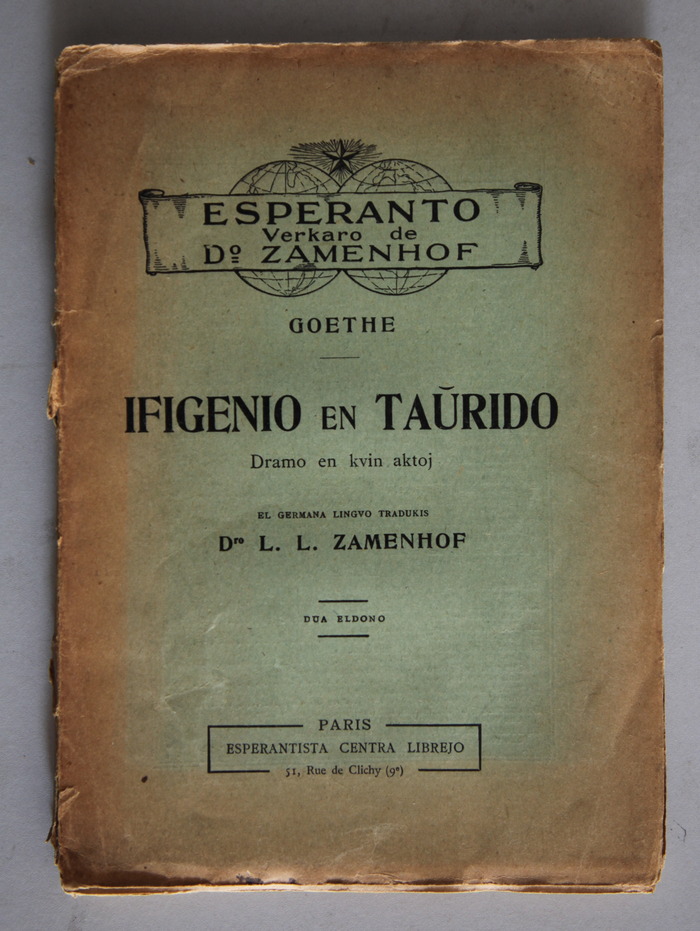 ESPERANTO
Verkaro de
Dº ZAMENHOF
GOETHE
IFIGENIO EN TAŬRIDO
Dramo en kvin aktoj
EL GERMANA LINGVO TRADUKIS
Dro L. L. ZAMENHOF
DUA ELDONO
PARIS
ESPERANTISTA CENTRA LIBREJO
51, Rue de Clichy (9e)